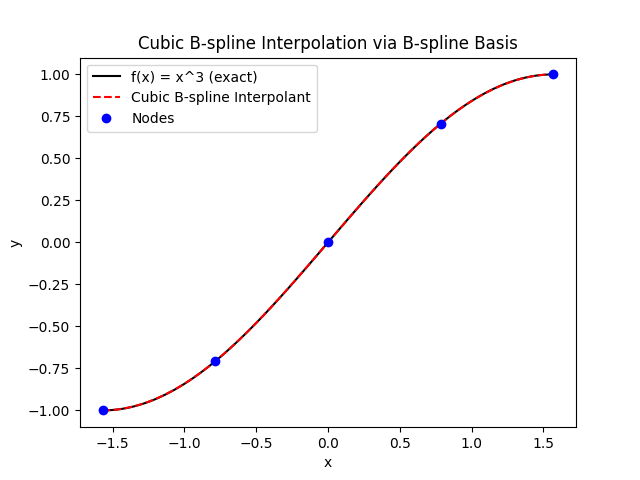 Cubic B-spline Interpolation via B-spline Basis
f(x) = x^3 (exact)
Cubic B-spline Interpolant
Nodes
1.00
0.75
0.50
0.25
0.00
−0.25
−0.50
−0.75
−1.00
y
−1.5 −1.0 −0.5 0.0 0.5 1.0 1.5
x